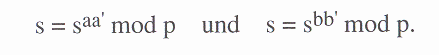 s = s^aa' mod p und s = s^bb' mod p.